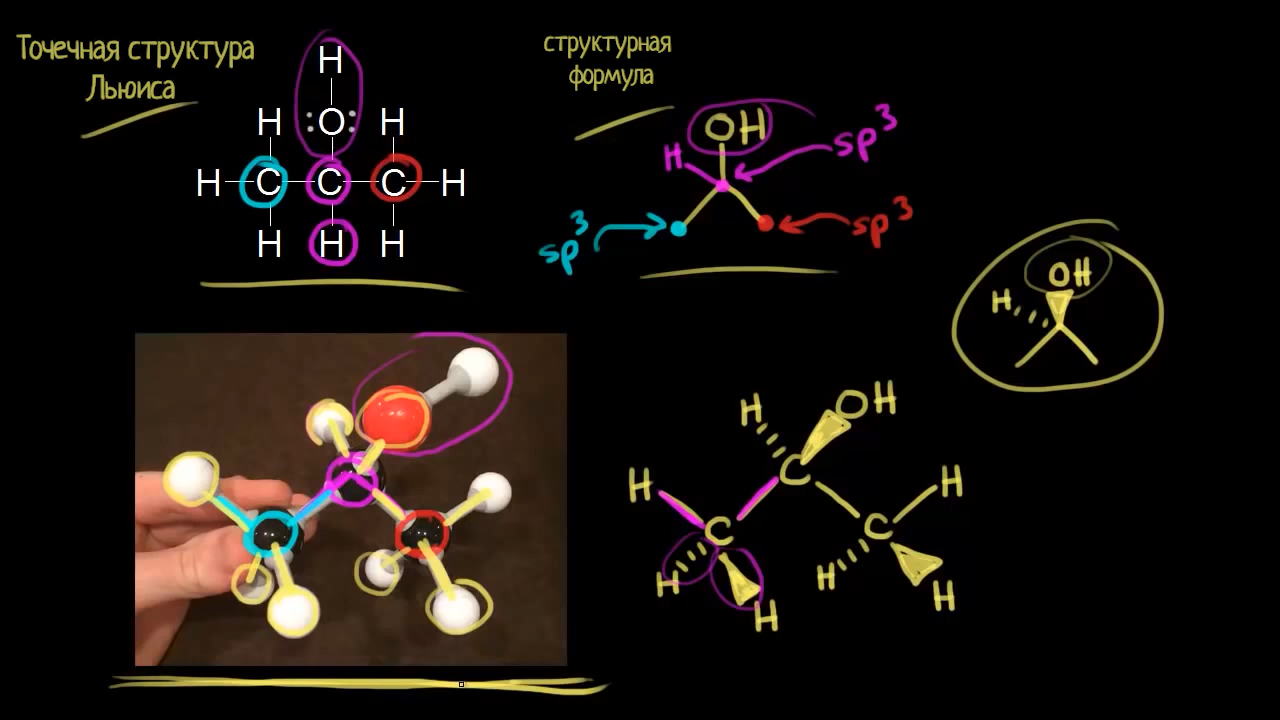 Точечная структура
Льюиса
H
H :O: H
H C C C H
H H H
структурная
формула
OH
H
sp³
sp³
sp³
OH
H
H OH
C
H H
C C
H H
H H